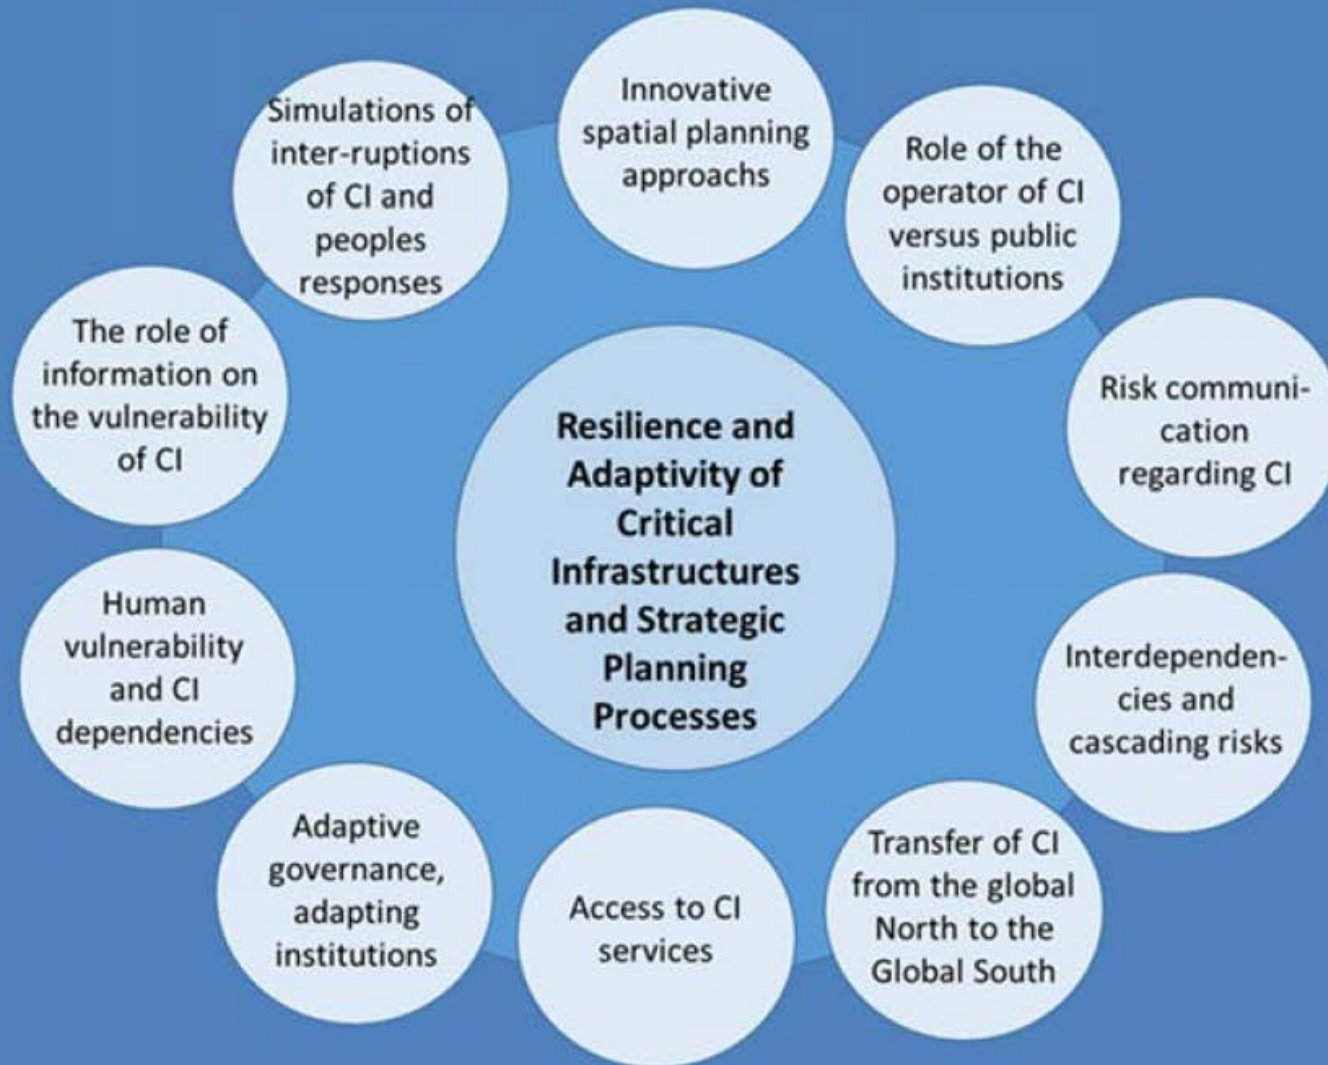 Innovative
spatial planning
approachs
Role of the
operator of CI
versus public
institutions
Risk communi-
cation
regarding CI
Interdependen-
cies and
cascading risks
Transfer of CI
from the global
North to the
Global South
Access to CI
services
Adaptive
governance,
adapting
institutions
Human
vulnerability
and CI
dependencies
The role of
information on
the vulnerability
of CI
Simulations of
inter-ruptions
of CI and
peoples
responses
Resilience and
Adaptivity of
Critical
Infrastructures
and Strategic
Planning
Processes